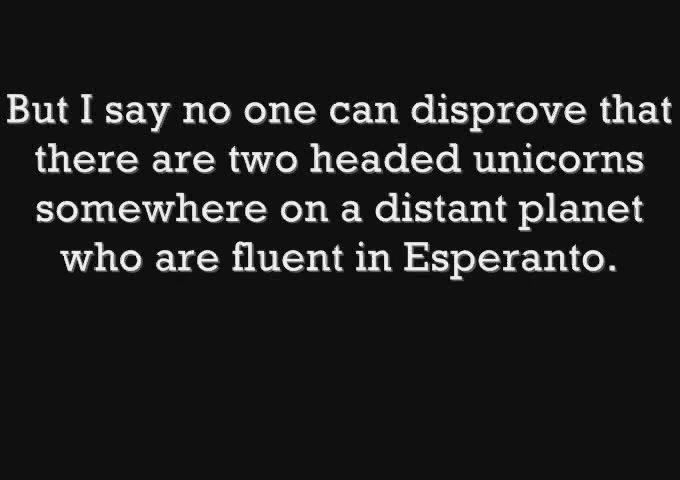 But I say no one can disprove that
there are two headed unicorns
somewhere on a distant planet
who are fluent in Esperanto.